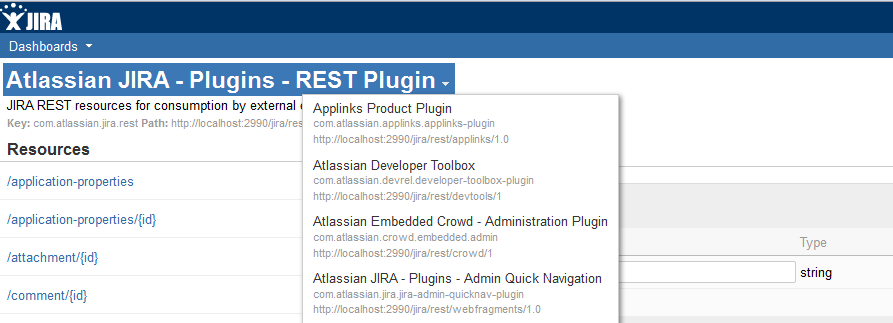 JIRA
Dashboards
Atlassian JIRA - Plugins - REST Plugin
JIRA REST resources for consumption by external
Key: com.atlassian.jira.rest Path: http://localhost:2990/jira/res
Resources
/application-properties
/application-properties/{id}
/attachment/{id}
/comment/{id}
Applinks Product Plugin
com.atlassian.applinks.applinks-plugin
http://localhost:2990/jira/rest/applinks/1.0
Atlassian Developer Toolbox
com.atlassian.devrel.developer-toolbox-plugin
http://localhost:2990/jira/rest/devtools/1
Atlassian Embedded Crowd - Administration Plugin
com.atlassian.crowd.embedded.admin
http://localhost:2990/jira/rest/crowd/1
Atlassian JIRA - Plugins - Admin Quick Navigation
com.atlassian.jira.jira-admin-quicknav-plugin
http://localhost:2990/jira/rest/webfragments/1.0
Type
string